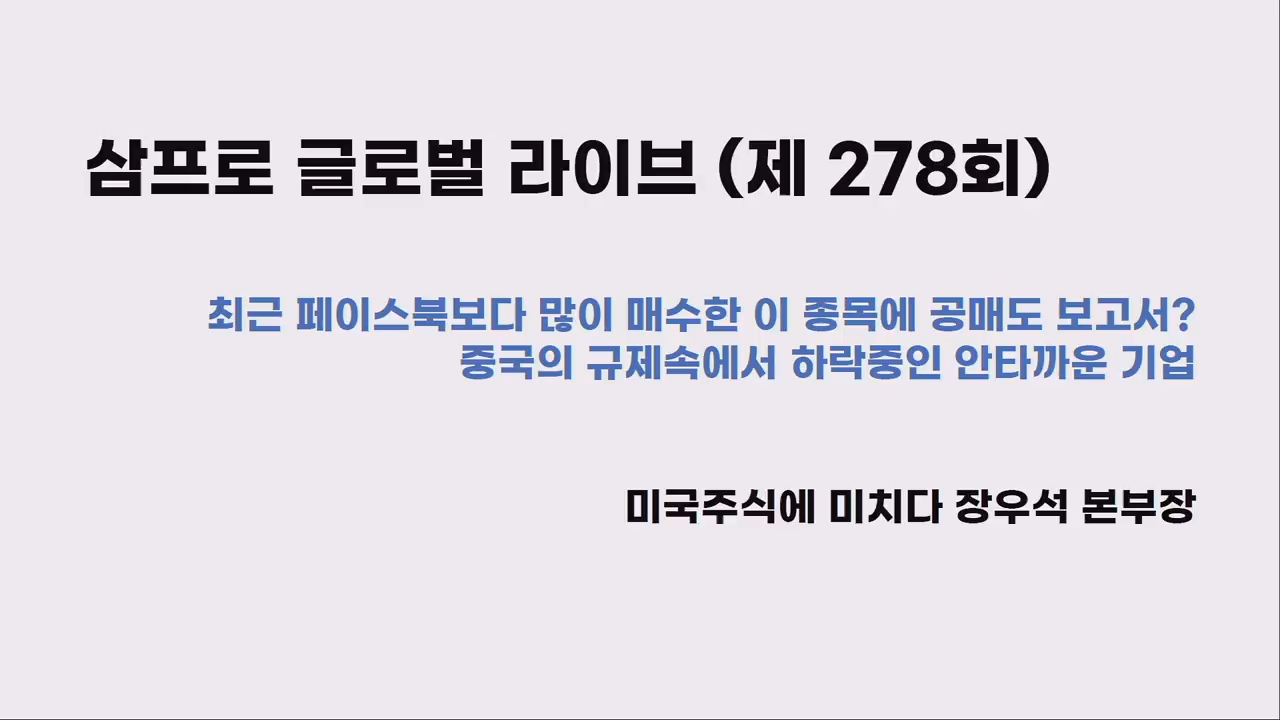 삼프로 글로벌 라이브 (제 278회)
최근 페이스북보다 많이 매수한 이 종목에 공매도 보고서?
중국의 규제속에서 하락중인 안타까운 기업
미국주식에 미치다 장우석 본부장